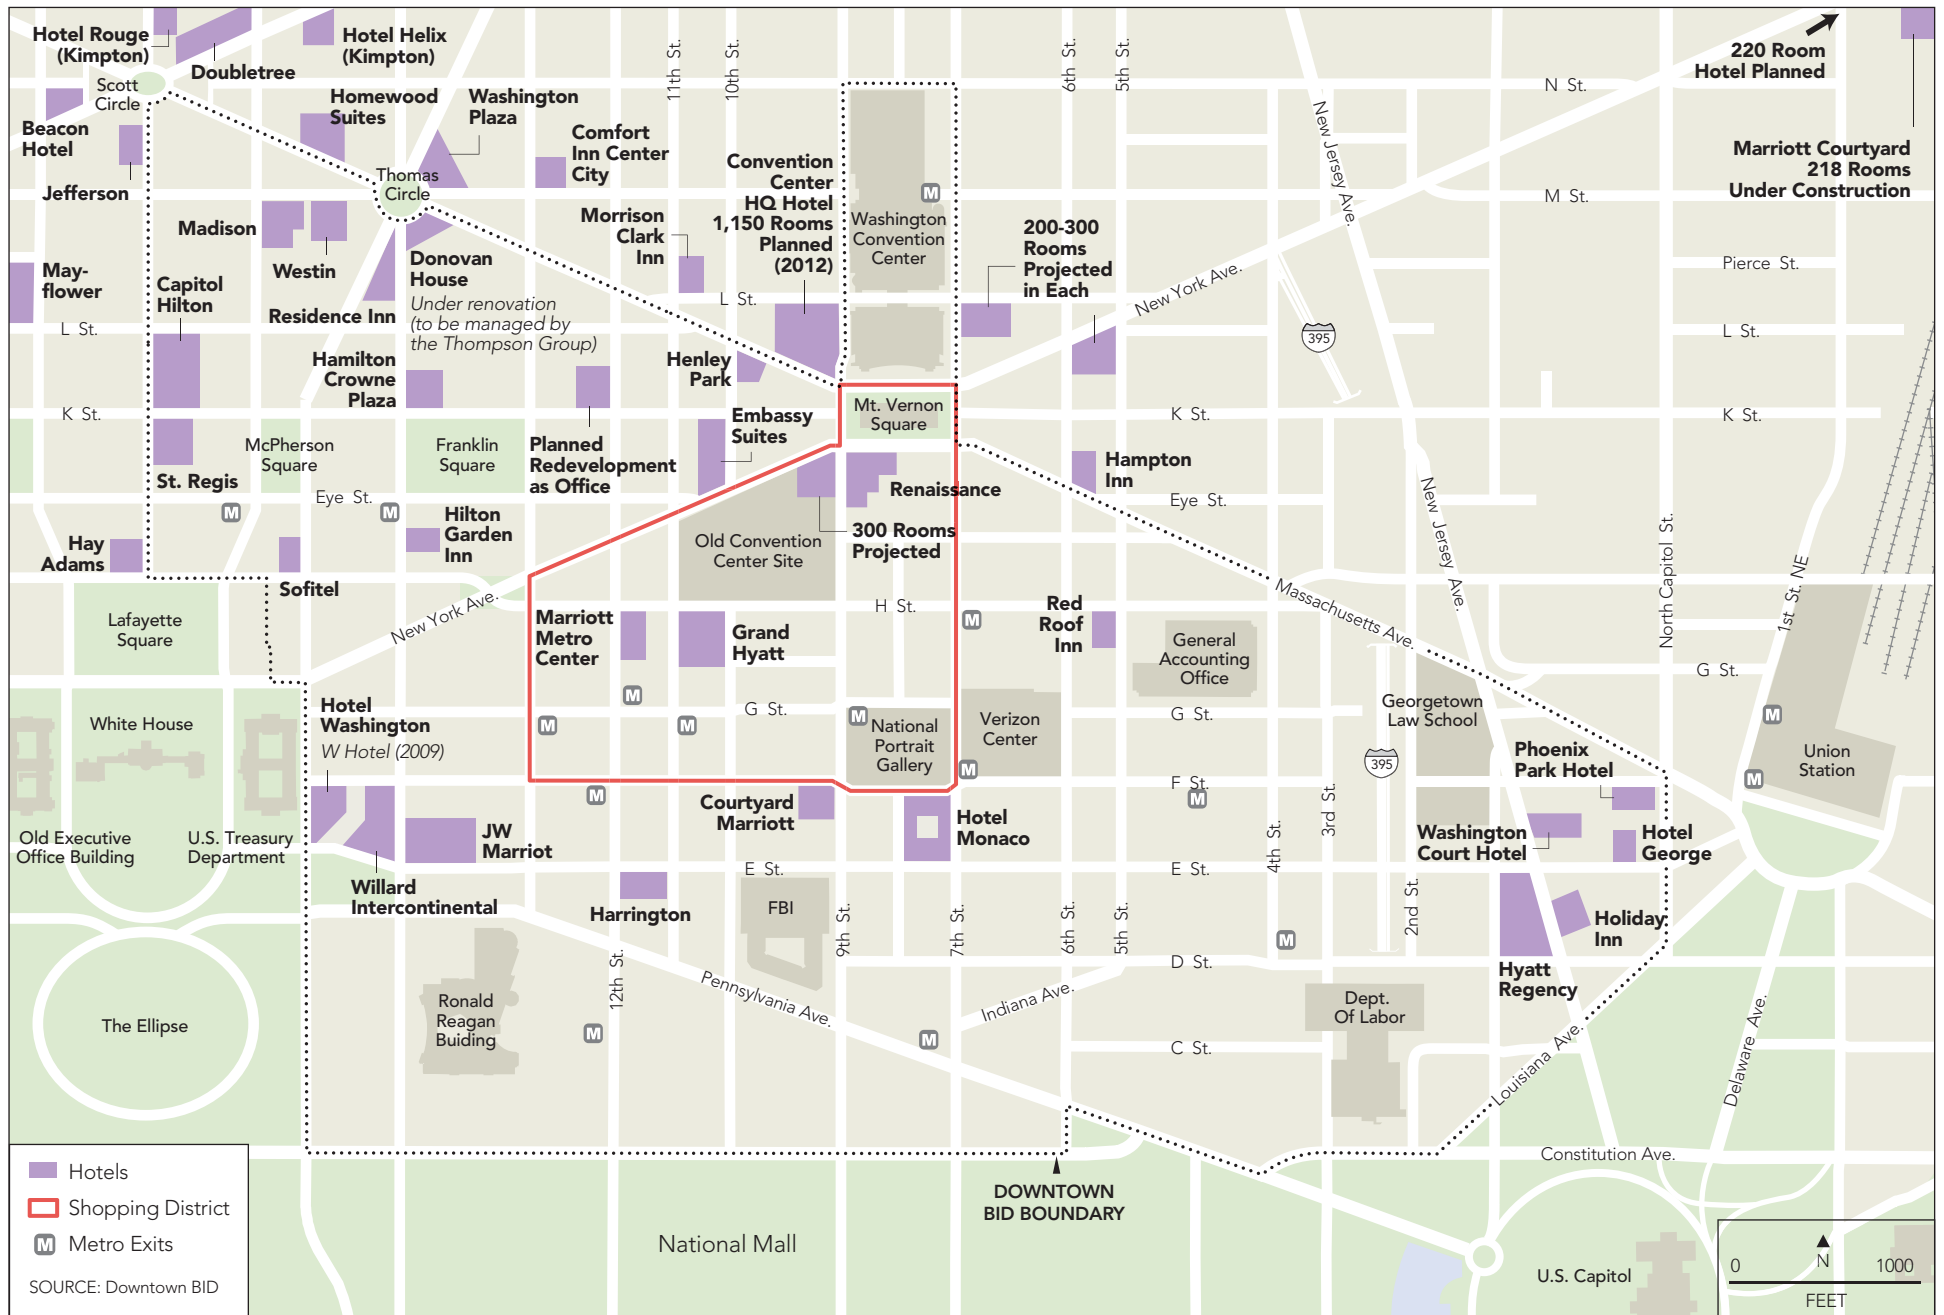 Hotel Rouge
(Kimpton)
Doubletree
Hotel Helix
(Kimpton)
Scott
Circle
Beacon
Hotel
Jefferson
Homewood
Suites
Washington
Plaza
Comfort
Inn Center
City
Thomas
Circle
11th St.
10th St.
6th St.
5th St.
N St.
220 Room
Hotel Planned
Marriott Courtyard
218 Rooms
Under Construction
Convention
Center
HQ Hotel
1,150 Rooms
Planned
(2012)
M
Washington
Convention
Center
New Jersey Ave.
M St.
Madison
Westin
Morrison
Clark
Inn
200-300
Rooms
Projected
in Each
May-
flower
Capitol
Hilton
Donovan
House
Under renovation
(to be managed by
the Thompson Group)
Residence Inn
L St.
New York Ave.
Pierce St.
L St.
395
L St.
Hamilton
Crowne
Plaza
Henley
Park
K St.
Mt. Vernon
Square
K St.
K St.
McPherson
Square
Franklin
Square
Planned
Redevelopment
as Office
Embassy
Suites
St. Regis
Renaissance
Hampton
Inn
M
Eye St.
M
Eye St.
New Jersey Ave.
Hay
Adams
Sofitel
Hilton
Garden
Inn
Old Convention
Center Site
300 Rooms
Projected
North Capitol St.
1st St. NE
Lafayette
Square
New York Ave.
Marriott
Metro
Center
Grand
Hyatt
H St.
M
Red
Roof
Inn
General
Accounting
Office
Massachusetts Ave.
G St.
M
M
M
G St.
M
National
Portrait
Gallery
Verizon
Center
M
G St.
Georgetown
Law School
M
Union
Station
M
White House
Hotel
Washington
W Hotel (2009)
Old Executive
Office Building
U.S. Treasury
Department
M
F St.
M
395
3rd St.
4th St.
2nd St.
Phoenix
Park Hotel
Washington
Court Hotel
Hotel
George
JW
Marriot
Courtyard
Marriott
Hotel
Monaco
Willard
Intercontinental
E St.
E St.
Harrington
FBI
9th St.
7th St.
6th St.
5th St.
M
Holiday
Inn
Hyatt
Regency
12th St.
D St.
Pennsylvania Ave.
Indiana Ave.
Ronald
Reagan
Buiding
M
M
The Ellipse
Dept.
Of Labor
C St.
Louisiana Ave.
Delaware Ave.
Constitution Ave.
DOWNTOWN
BID BOUNDARY
National Mall
U.S. Capitol
Hotels
Shopping District
M Metro Exits
SOURCE: Downtown BID
0 N 1000
FEET